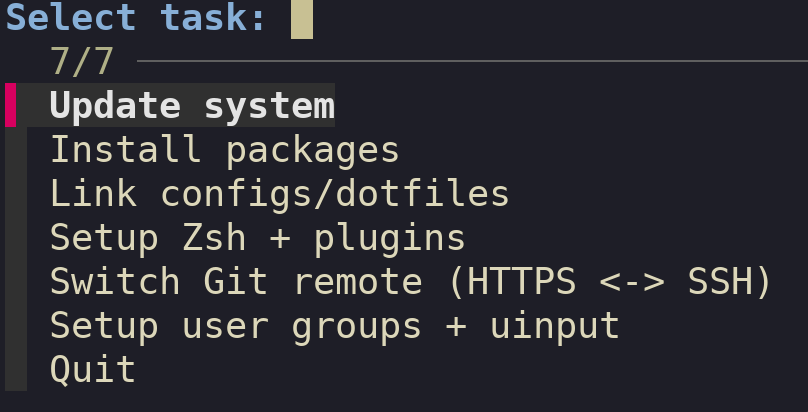 Select task:
7/7
Update system
Install packages
Link configs/dotfiles
Setup Zsh + plugins
Switch Git remote (HTTPS <-> SSH)
Setup user groups + uinput
Quit